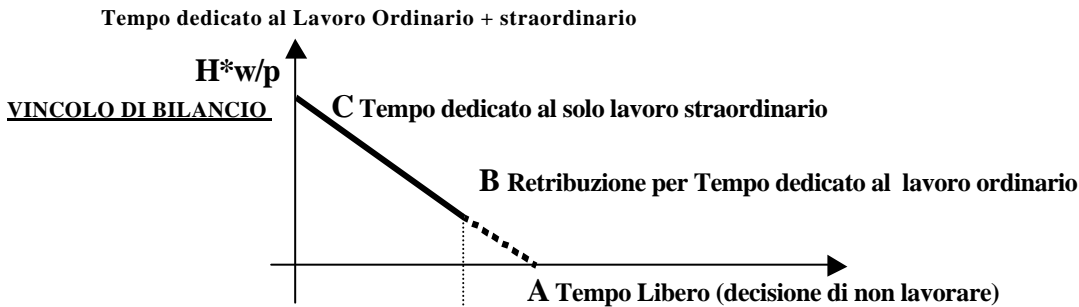 Tempo dedicato al Lavoro Ordinario + straordinario
H*w/p
VINCOLO DI BILANCIO
C Tempo dedicato al solo lavoro straordinario
B Retribuzione per Tempo dedicato al lavoro ordinario
A Tempo Libero (decisione di non lavorare)